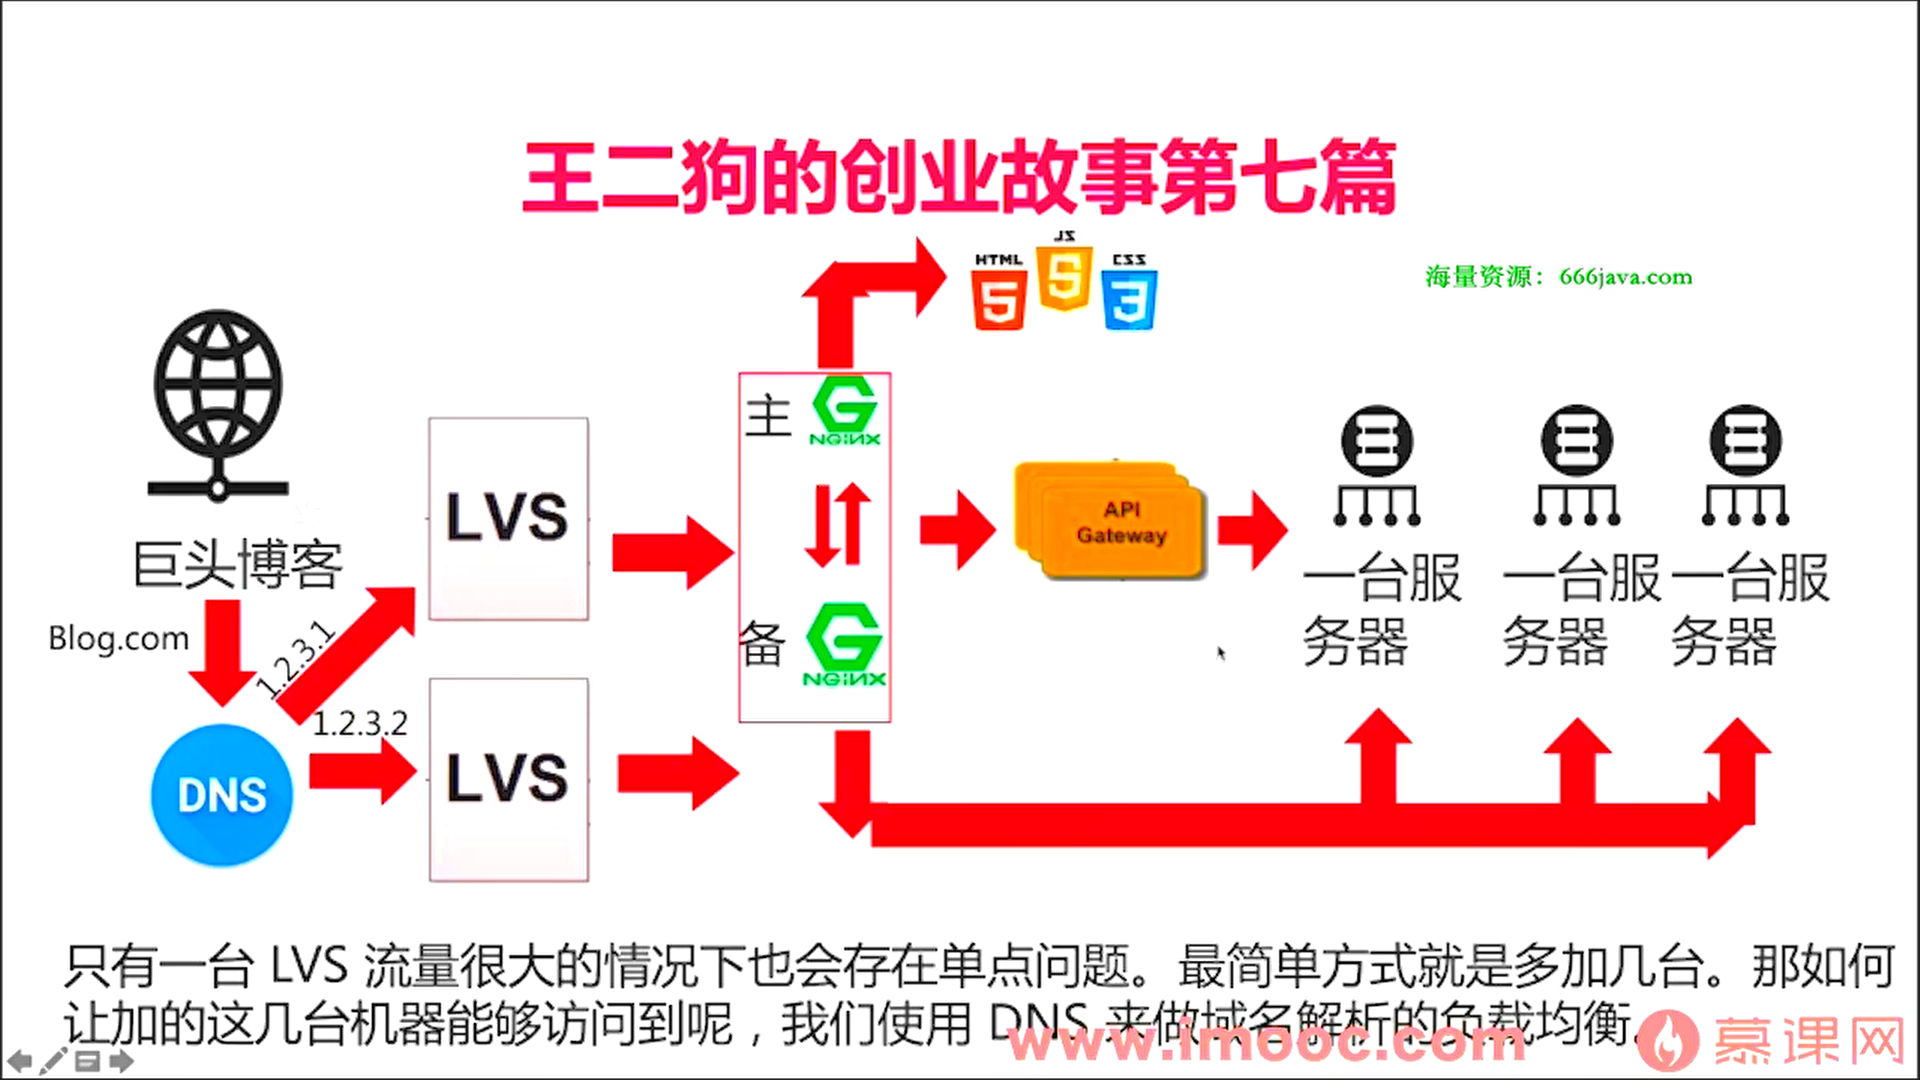 王二狗的创业故事第七篇
HTML
JS
CSS
海量资源：666java.com
主
NGINX
LVS
API
Gateway
巨头博客
一台服
务器
一台服
务器
一台服
务器
Blog.com
1.2.3.1
备
NGINX
1.2.3.2
DNS
LVS
只有一台 LVS 流量很大的情况下也会存在单点问题。最简单方式就是多加几台。那如何
让加的这几台机器能够访问到呢，我们使用 DNS 来做域名解析的负载均衡。
www.imooc.com
慕课网